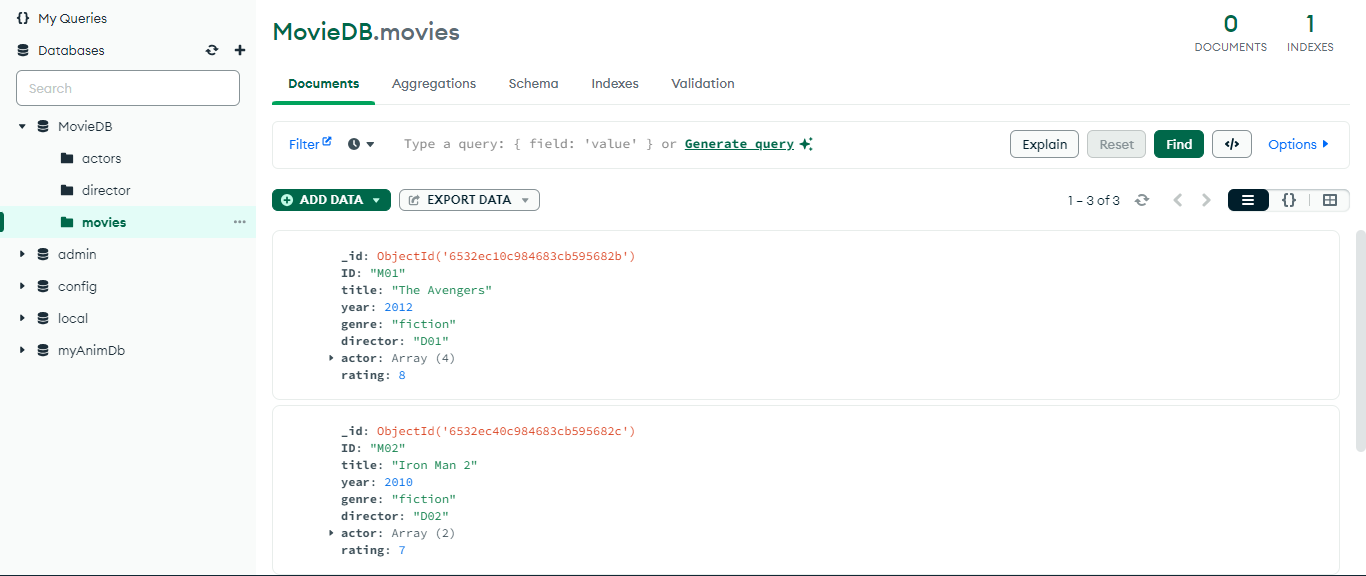 {} My Queries
Databases
Search
MovieDB
actors
director
movies
admin
config
local
myAnimDb
MovieDB.movies
0
DOCUMENTS
1
INDEXES
Documents Aggregations Schema Indexes Validation
Filter Type a query: { field: 'value' } or Generate query Explain Reset Find </> Options
ADD DATA EXPORT DATA 1 – 3 of 3 {}
_id: ObjectId('6532ec10c984683cb595682b')
ID: "M01"
title: "The Avengers"
year: 2012
genre: "fiction"
director: "D01"
actor: Array (4)
rating: 8
_id: ObjectId('6532ec40c984683cb595682c')
ID: "M02"
title: "Iron Man 2"
year: 2010
genre: "fiction"
director: "D02"
actor: Array (2)
rating: 7